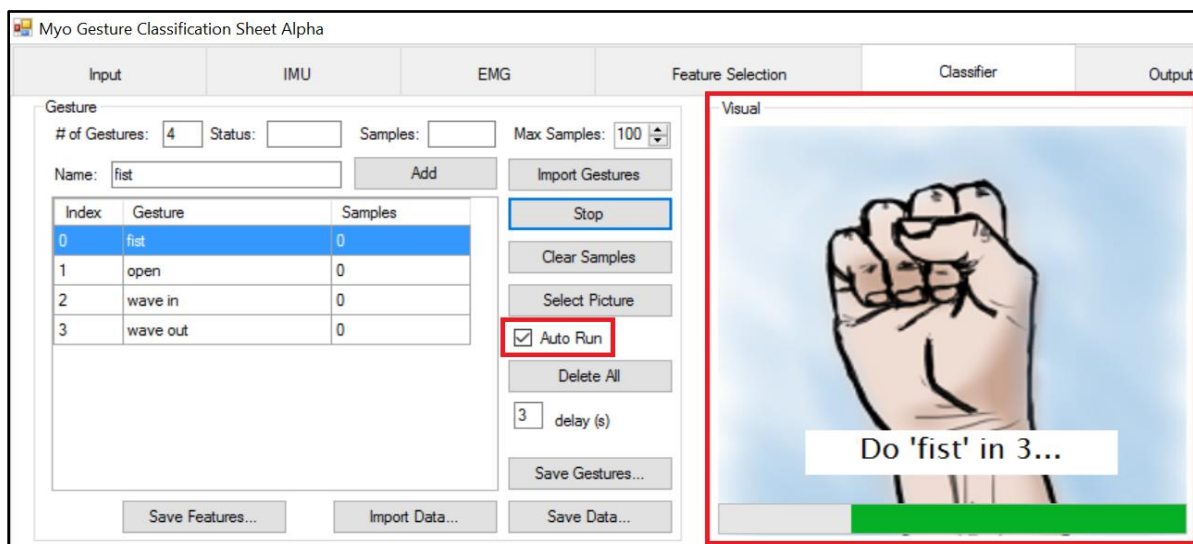 Myo Gesture Classification Sheet Alpha
Input IMU EMG Feature Selection Classifier Output
Gesture
# of Gestures: 4 Status: Samples: Max Samples: 100
Name: fist Add Import Gestures
Index Gesture Samples
0 fist 0
1 open 0
2 wave in 0
3 wave out 0
Stop
Clear Samples
Select Picture
Auto Run
Delete All
3 delay (s)
Save Gestures...
Save Features... Import Data... Save Data...
Visual
Do 'fist' in 3...